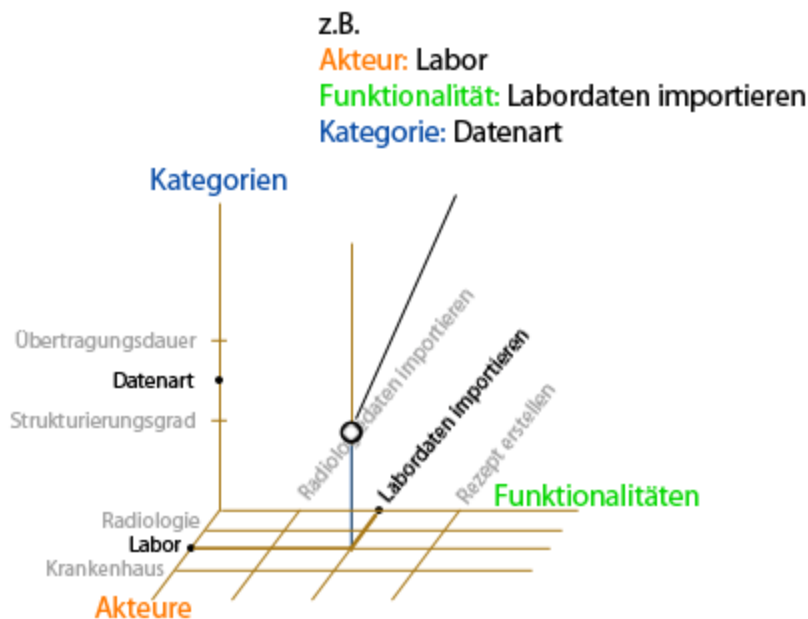 z.B.
Akteur: Labor
Funktionalität: Labordaten importieren
Kategorie: Datenart
Kategorien
Übertragungsdauer
Datenart
Strukturierungsgrad
Radiologiedaten importieren
Labordaten importieren
Rezept erstellen
Funktionalitäten
Radiologie
Labor
Krankenhaus
Akteure